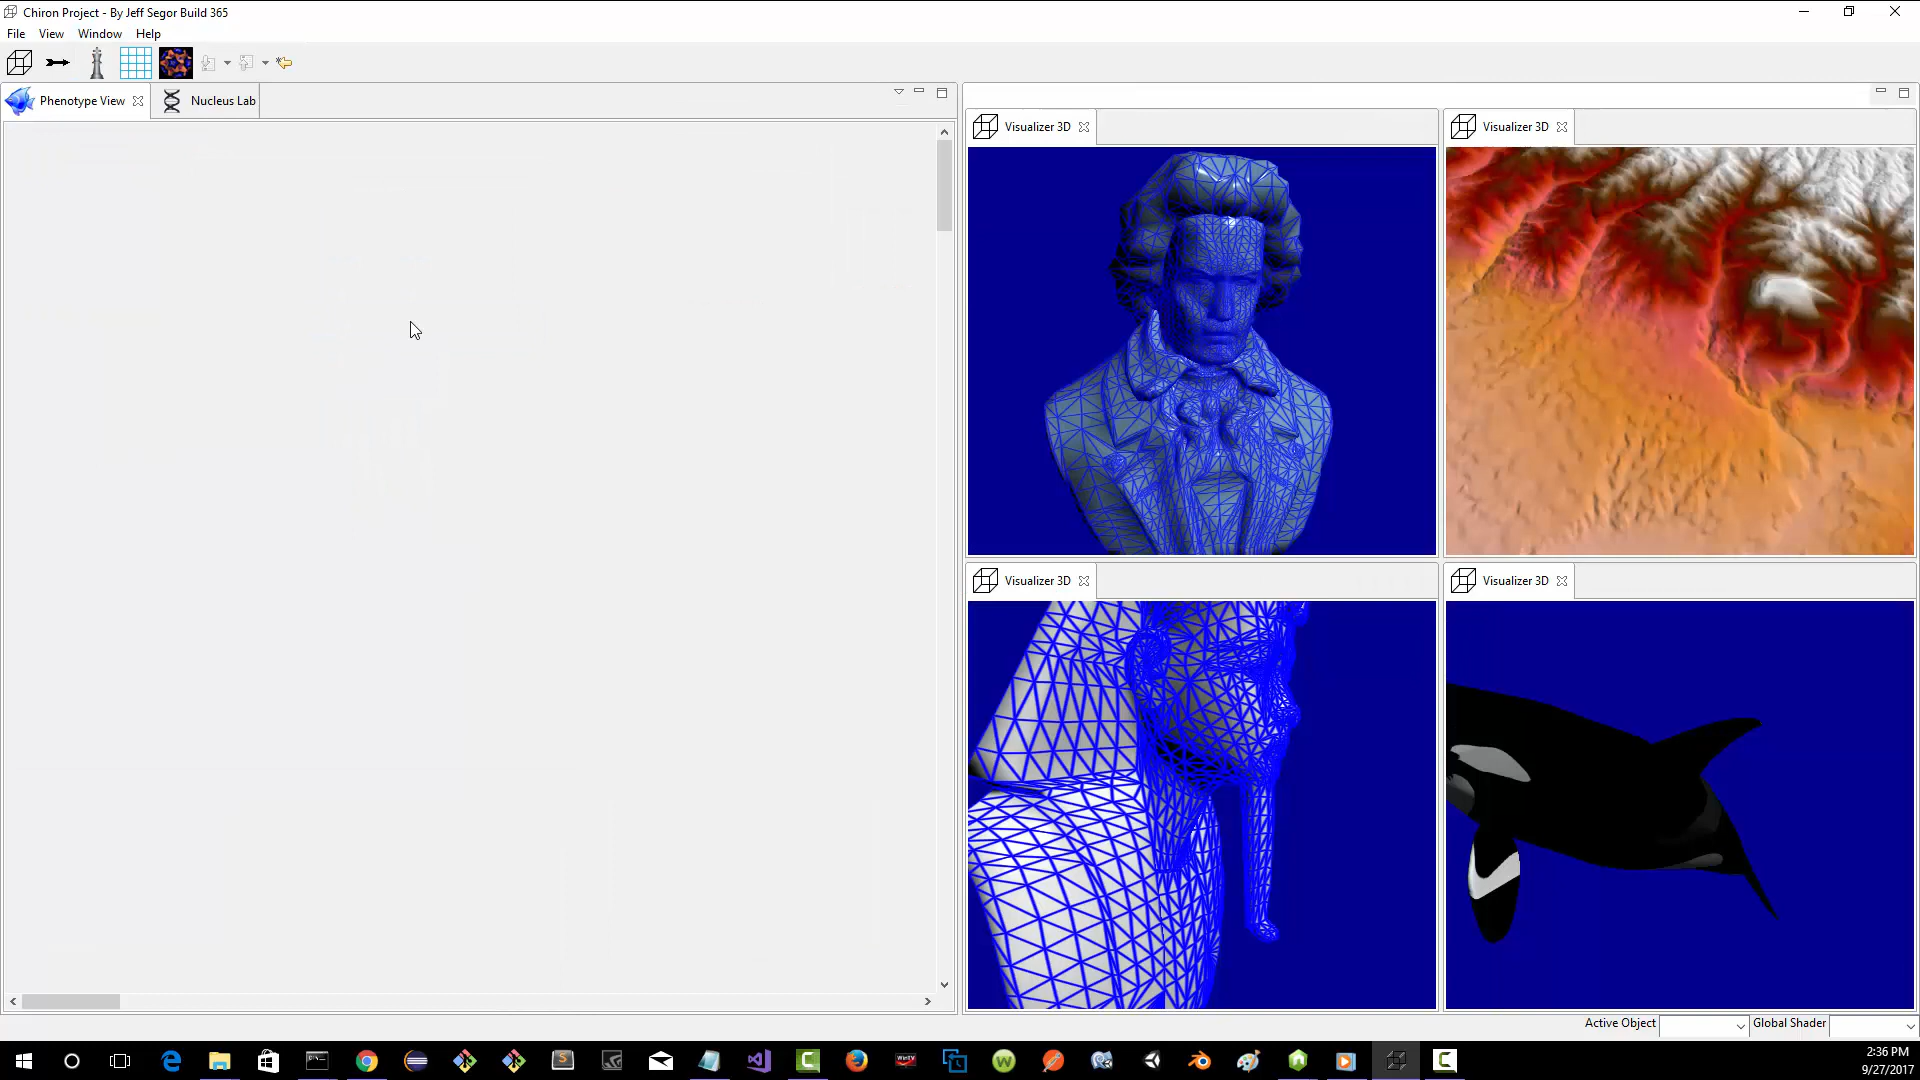 Chiron Project - By Jeff Segor Build 365
File View Window Help
Phenotype View
Nucleus Lab
Visualizer 3D
Visualizer 3D
Visualizer 3D
Visualizer 3D
Active Object
Global Shader
WinTV
2:36 PM
9/27/2017